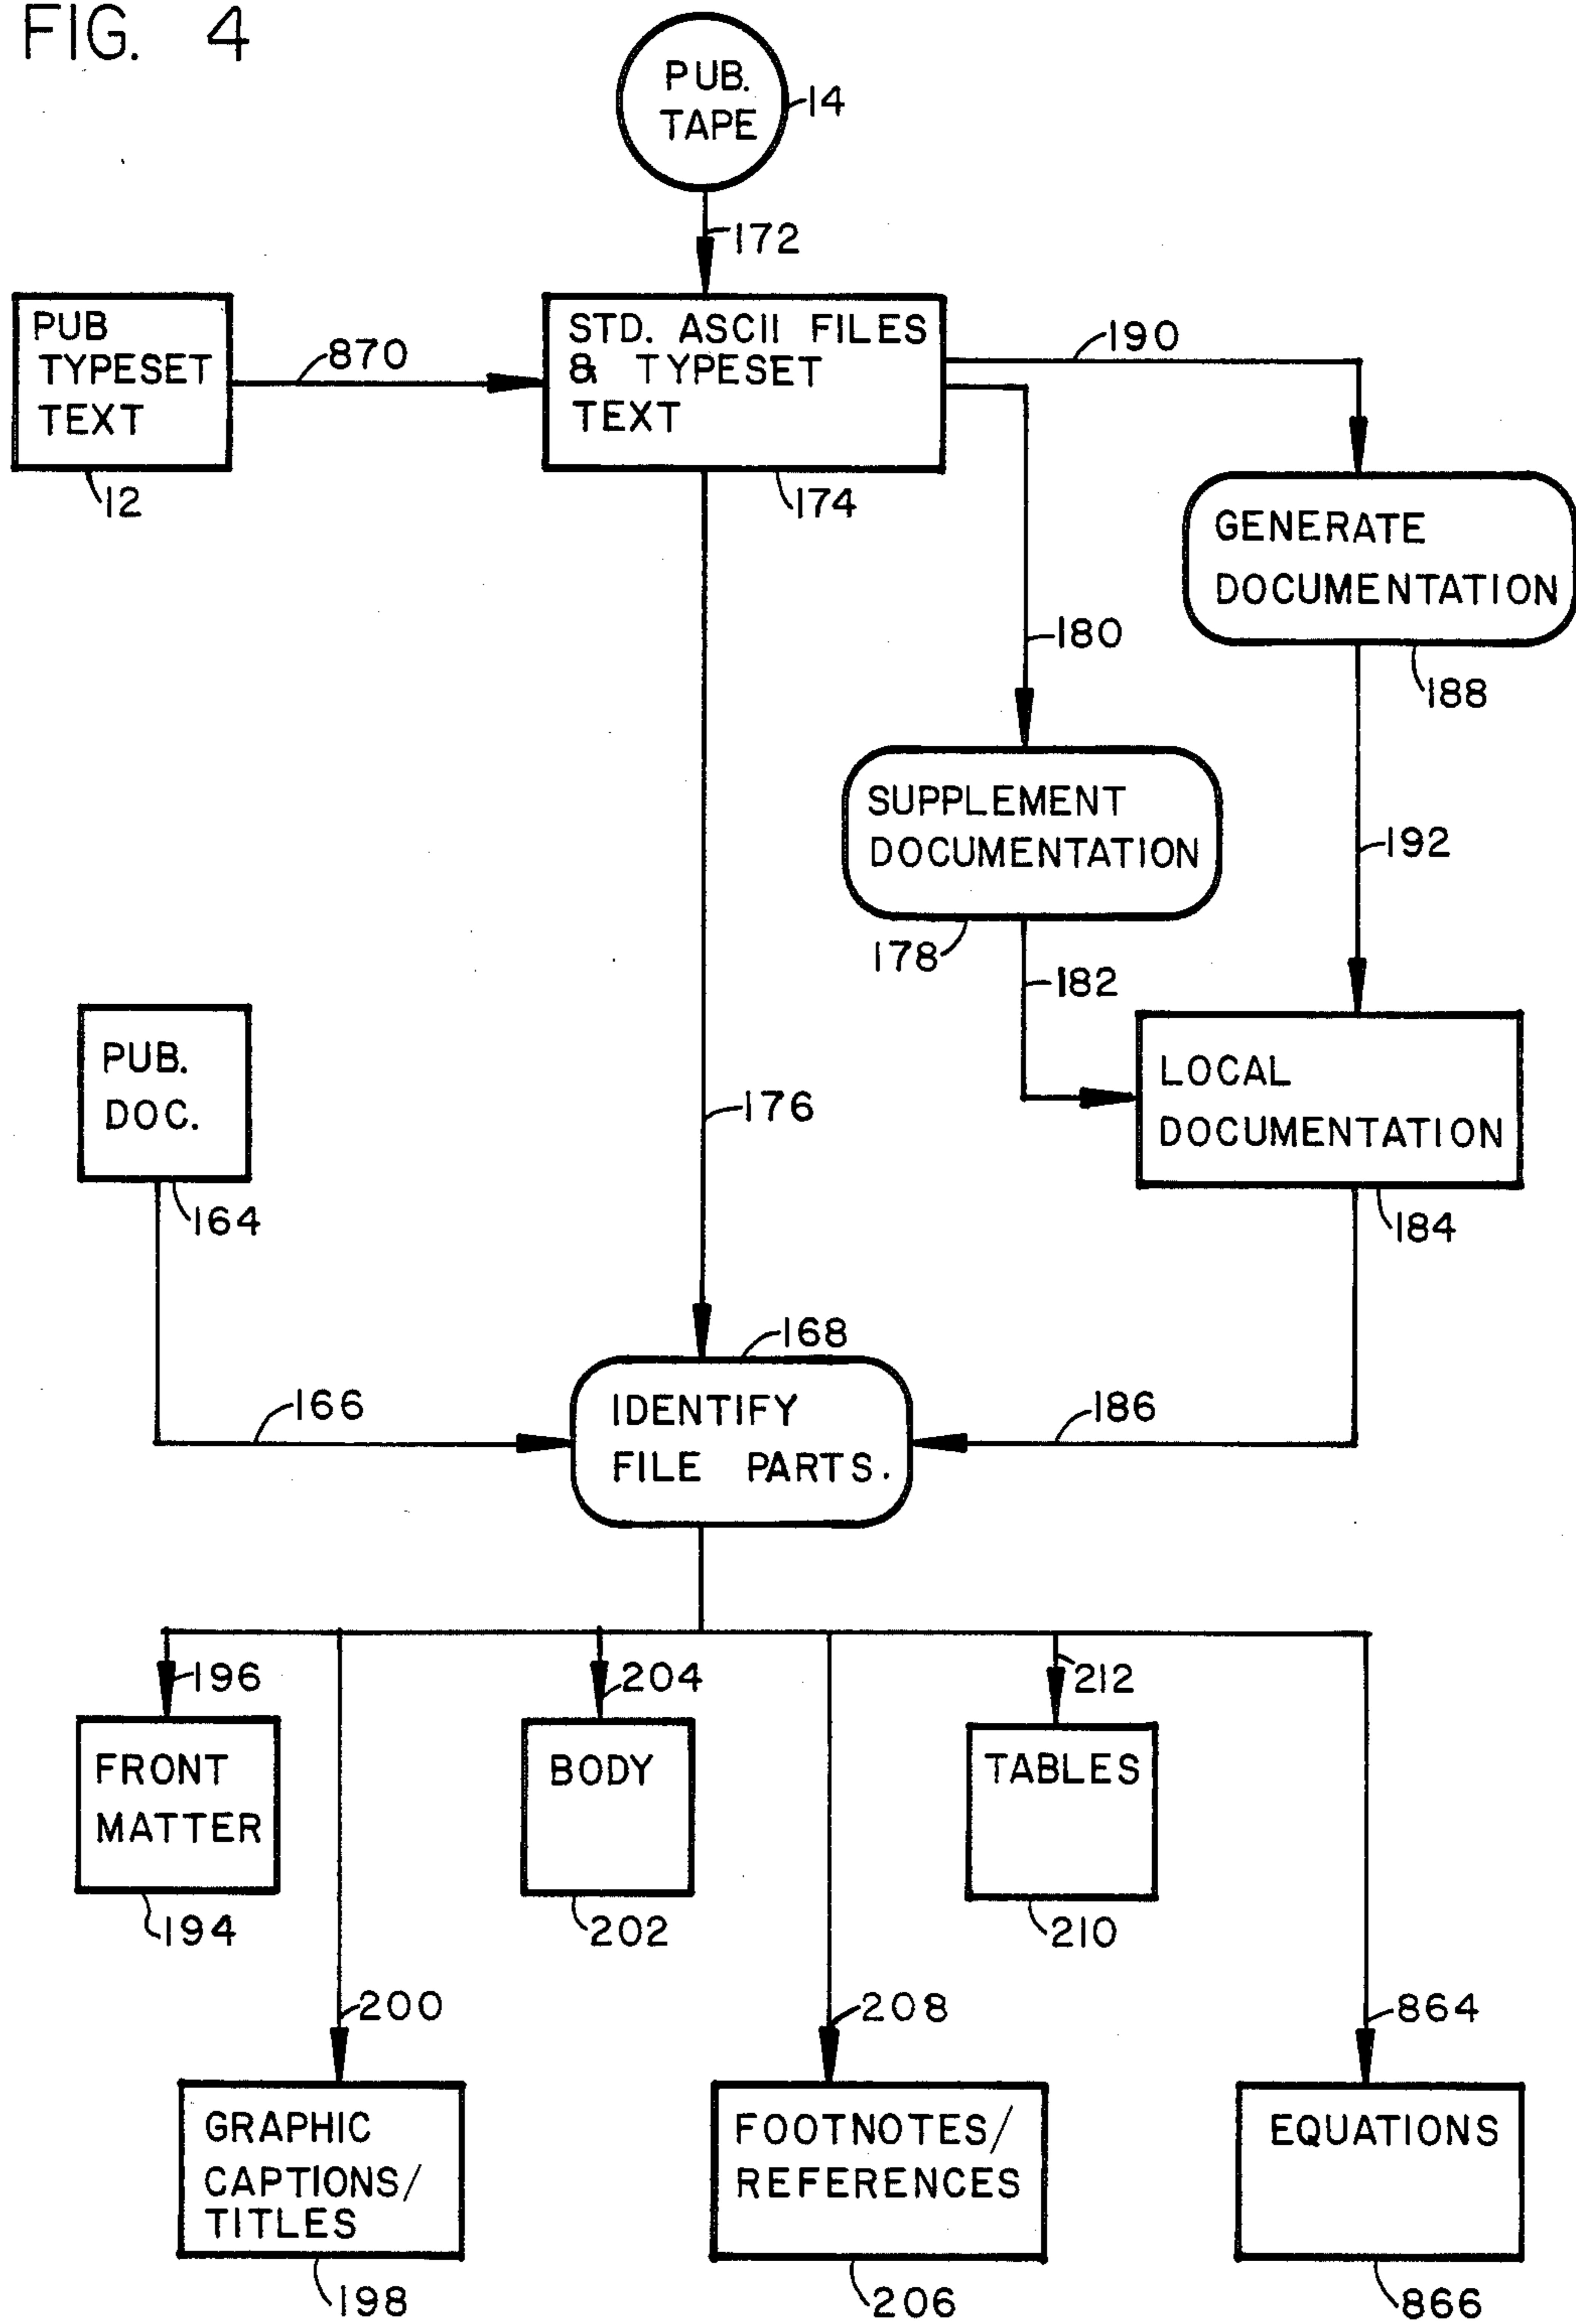 FIG. 4
PUB.
TAPE
14
172
PUB
TYPESET
TEXT
12
870
STD. ASCII FILES
& TYPESET
TEXT
174
190
GENERATE
DOCUMENTATION
188
180
SUPPLEMENT
DOCUMENTATION
178
182
192
PUB.
DOC.
164
176
LOCAL
DOCUMENTATION
184
168
166
IDENTIFY
FILE PARTS.
186
196
204
212
FRONT
MATTER
194
BODY
202
TABLES
210
200
208
864
GRAPHIC
CAPTIONS/
TITLES
198
FOOTNOTES/
REFERENCES
206
EQUATIONS
866